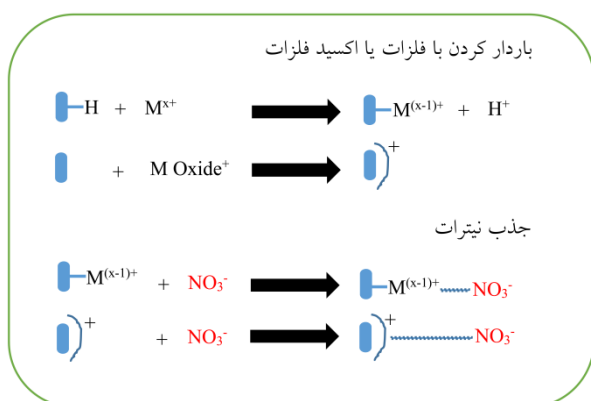 باردار کردن با فلزات یا اکسید فلزات
H + Mˣ⁺ M⁽ˣ⁻¹⁾⁺ + H⁺
+ M Oxide⁺ +
جذب نیترات
M⁽ˣ⁻¹⁾⁺ + NO₃⁻ M⁽ˣ⁻¹⁾⁺ NO₃⁻
+ + NO₃⁻ + NO₃⁻